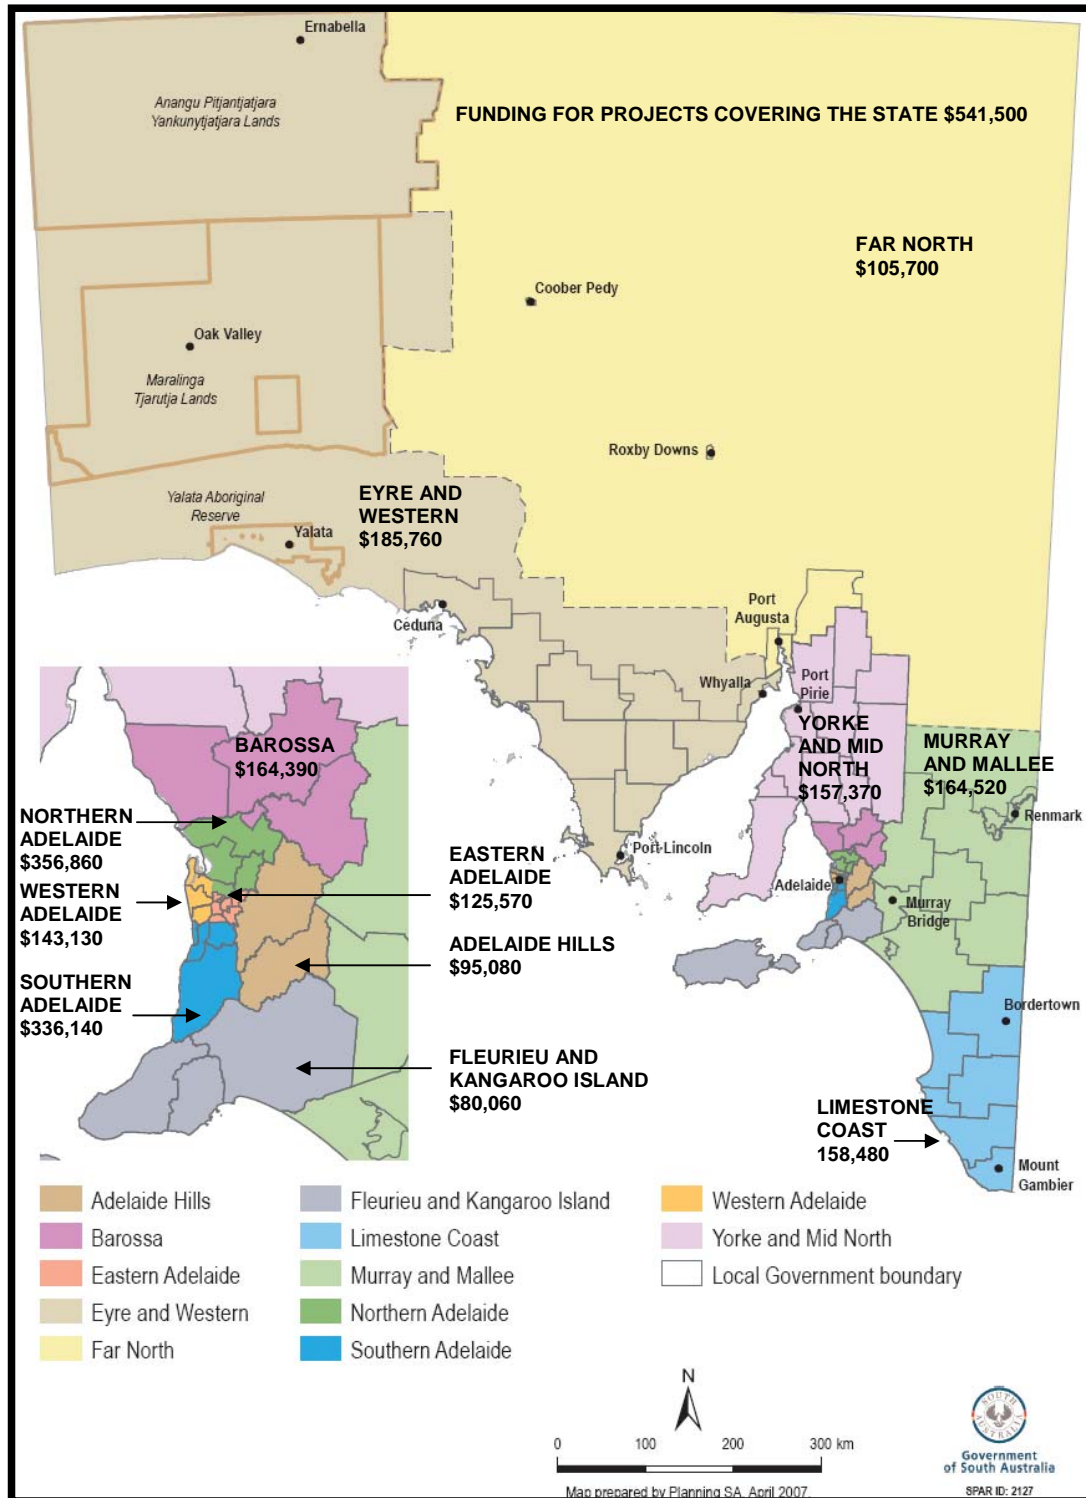 Ernabella
Anangu Pitjantjatjara
Yankunytjatjara Lands
FUNDING FOR PROJECTS COVERING THE STATE $541,500
FAR NORTH
$105,700
Coober Pedy
Oak Valley
Maralinga
Tjarutja Lands
Roxby Downs
Yalata Aboriginal
Reserve
Yalata
EYRE AND
WESTERN
$185,760
Ceduna
Port
Augusta
Whyalla
Port
Pirie
YORKE
AND MID
NORTH
$157,370
MURRAY
AND MALLEE
$164,520
Renmark
Port Lincoln
Adelaide
Murray
Bridge
Bordertown
LIMESTONE
COAST
158,480
Mount
Gambier
BAROSSA
$164,390
NORTHERN
ADELAIDE
$356,860
WESTERN
ADELAIDE
$143,130
SOUTHERN
ADELAIDE
$336,140
EASTERN
ADELAIDE
$125,570
ADELAIDE HILLS
$95,080
FLEURIEU AND
KANGAROO ISLAND
$80,060
Adelaide Hills
Barossa
Eastern Adelaide
Eyre and Western
Far North
Fleurieu and Kangaroo Island
Limestone Coast
Murray and Mallee
Northern Adelaide
Southern Adelaide
Western Adelaide
Yorke and Mid North
Local Government boundary
N
0 100 200 300 km
Map prepared by Planning SA, April 2007.
SOUTH
AUSTRALIA
Government
of South Australia
SPAR ID: 2127